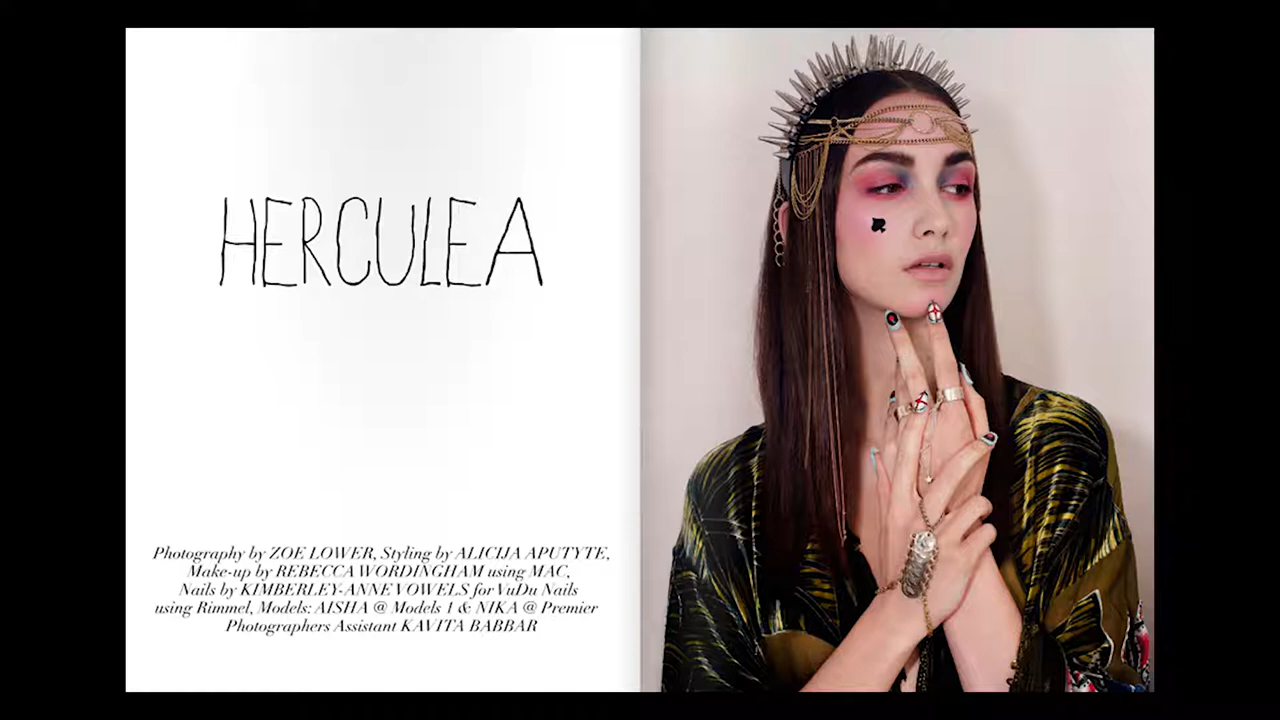 HERCULEA
Photography by ZOE LOWER, Styling by ALICIJA APUTYTE,
Make-up by REBECCA WORDINGHAM using MAC,
Nails by KIMBERLEY-ANNE VOWELS for VuDu Nails
using Rimmel, Models: AISHA @ Models 1 & NIKA @ Premier
Photographers Assistant KAVITA BABBAR